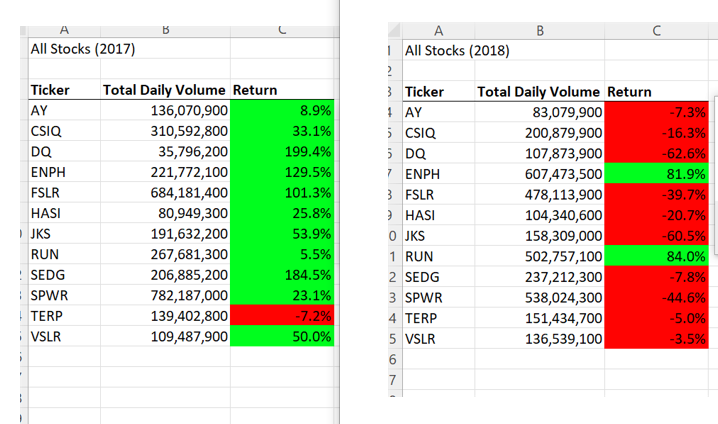 A B C
All Stocks (2017)
Ticker Total Daily Volume Return
AY 136,070,900 8.9%
CSIQ 310,592,800 33.1%
DQ 35,796,200 199.4%
ENPH 221,772,100 129.5%
FSLR 684,181,400 101.3%
HASI 80,949,300 25.8%
JKS 191,632,200 53.9%
RUN 267,681,300 5.5%
SEDG 206,885,200 184.5%
SPWR 782,187,000 23.1%
TERP 139,402,800 -7.2%
VSLR 109,487,900 50.0%
A B C
1 All Stocks (2018)
2
3 Ticker Total Daily Volume Return
4 AY 83,079,900 -7.3%
5 CSIQ 200,879,900 -16.3%
6 DQ 107,873,900 -62.6%
7 ENPH 607,473,500 81.9%
8 FSLR 478,113,900 -39.7%
9 HASI 104,340,600 -20.7%
0 JKS 158,309,000 -60.5%
1 RUN 502,757,100 84.0%
2 SEDG 237,212,300 -7.8%
3 SPWR 538,024,300 -44.6%
4 TERP 151,434,700 -5.0%
5 VSLR 136,539,100 -3.5%
6
7